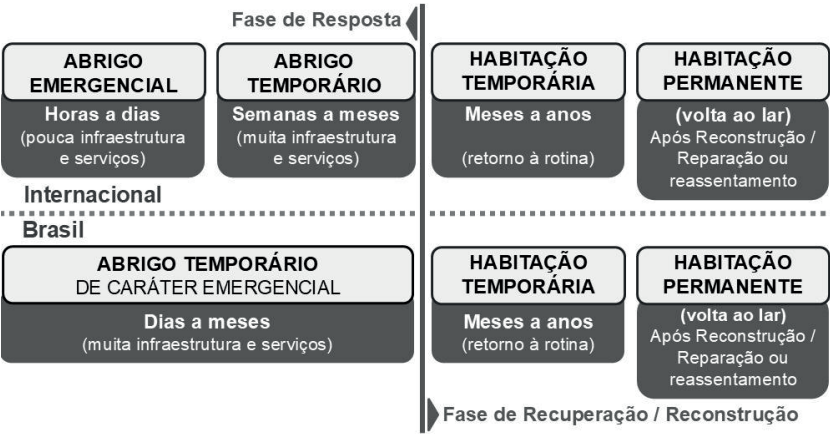 Fase de Resposta
ABRIGO
EMERGENCIAL
Horas a dias
(pouca infraestrutura
e serviços)
ABRIGO
TEMPORÁRIO
Semanas a meses
(muita infraestrutura
e serviços)
HABITAÇÃO
TEMPORÁRIA
Meses a anos
(retorno à rotina)
HABITAÇÃO
PERMANENTE
(volta ao lar)
Após Reconstrução /
Reparação ou
reassentamento
Internacional
Brasil
ABRIGO TEMPORÁRIO
DE CARÁTER EMERGENCIAL
Dias a meses
(muita infraestrutura e serviços)
HABITAÇÃO
TEMPORÁRIA
Meses a anos
(retorno à rotina)
HABITAÇÃO
PERMANENTE
(volta ao lar)
Após Reconstrução /
Reparação ou
reassentamento
Fase de Recuperação / Reconstrução